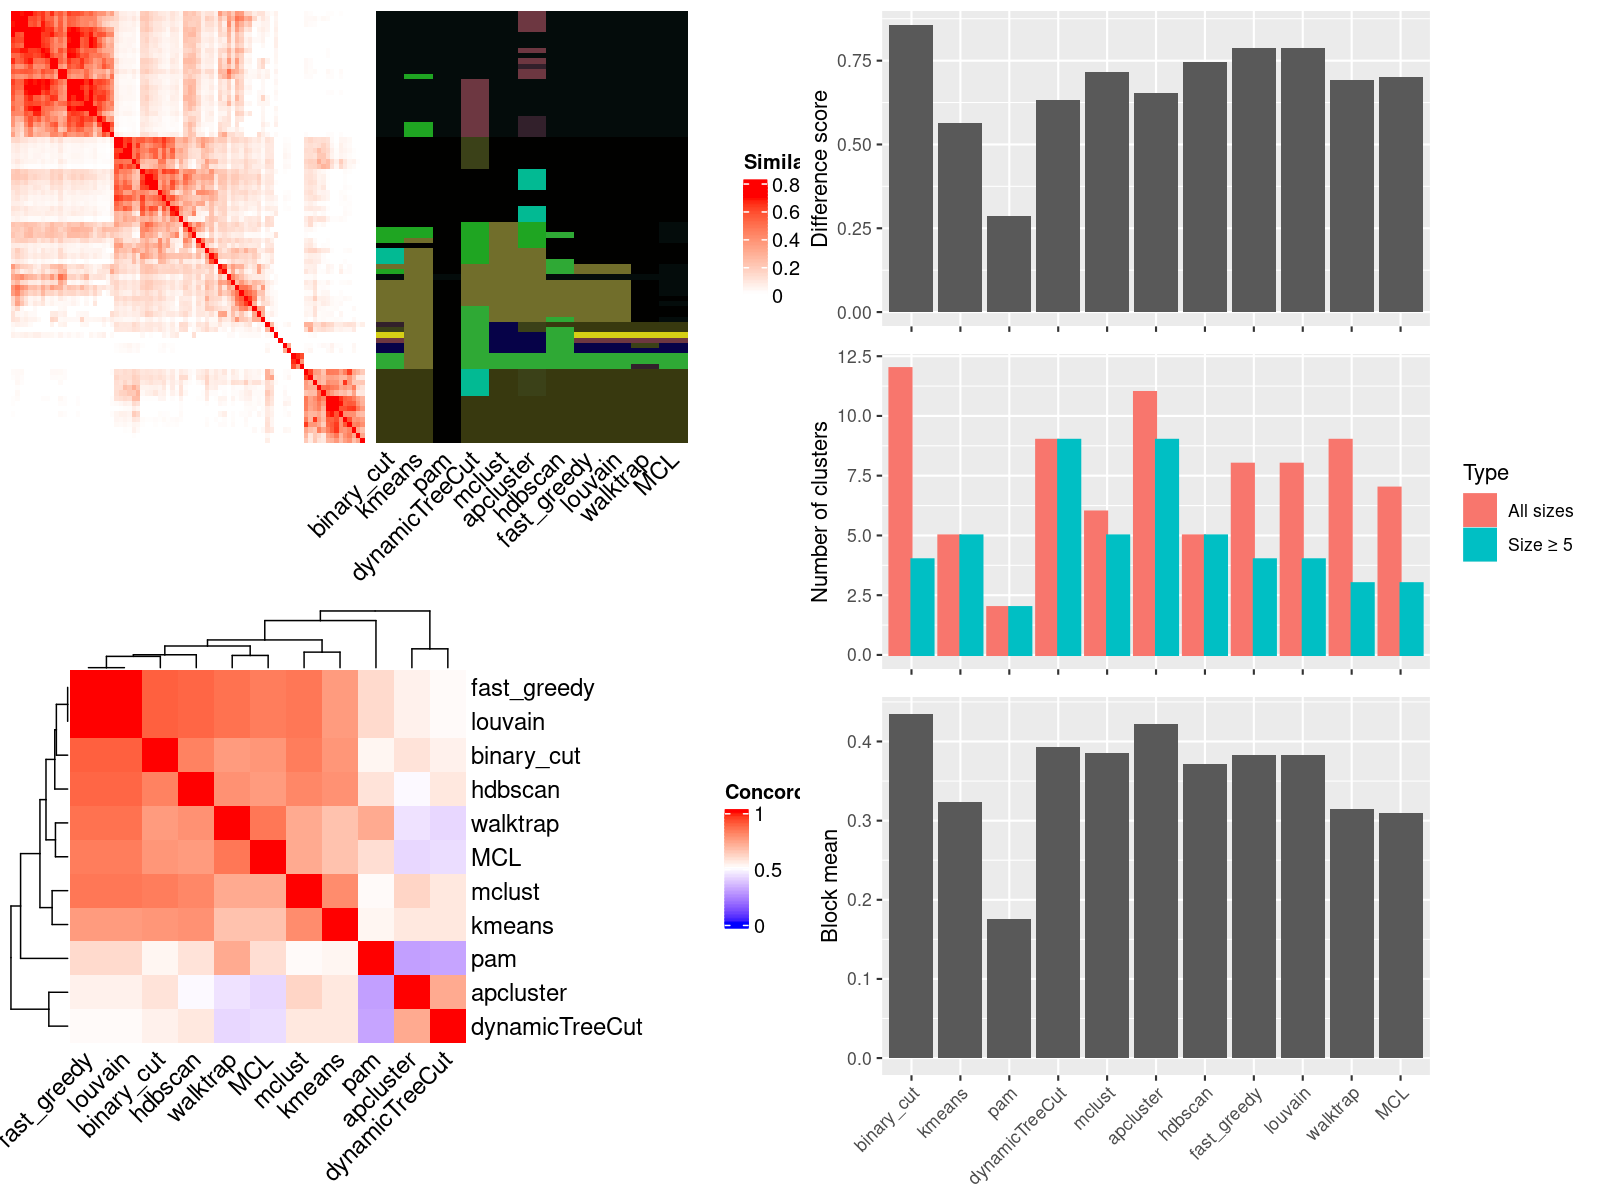 Simila
0.8
0.6
0.4
0.2
0
binary_cut
kmeans
pam
dynamicTreeCut
mclust
apcluster
hdbscan
fast_greedy
louvain
walktrap
MCL
fast_greedy
louvain
binary_cut
hdbscan
walktrap
MCL
mclust
kmeans
pam
apcluster
dynamicTreeCut
fast_greedy
louvain
binary_cut
hdbscan
walktrap
MCL
mclust
kmeans
pam
apcluster
dynamicTreeCut
Concord
1
0.5
0
Difference score
0.75
0.50
0.25
0.00
Number of clusters
12.5
10.0
7.5
5.0
2.5
0.0
Type
All sizes
Size ≥ 5
Block mean
0.4
0.3
0.2
0.1
0.0
binary_cut
kmeans
pam
dynamicTreeCut
mclust
apcluster
hdbscan
fast_greedy
louvain
walktrap
MCL